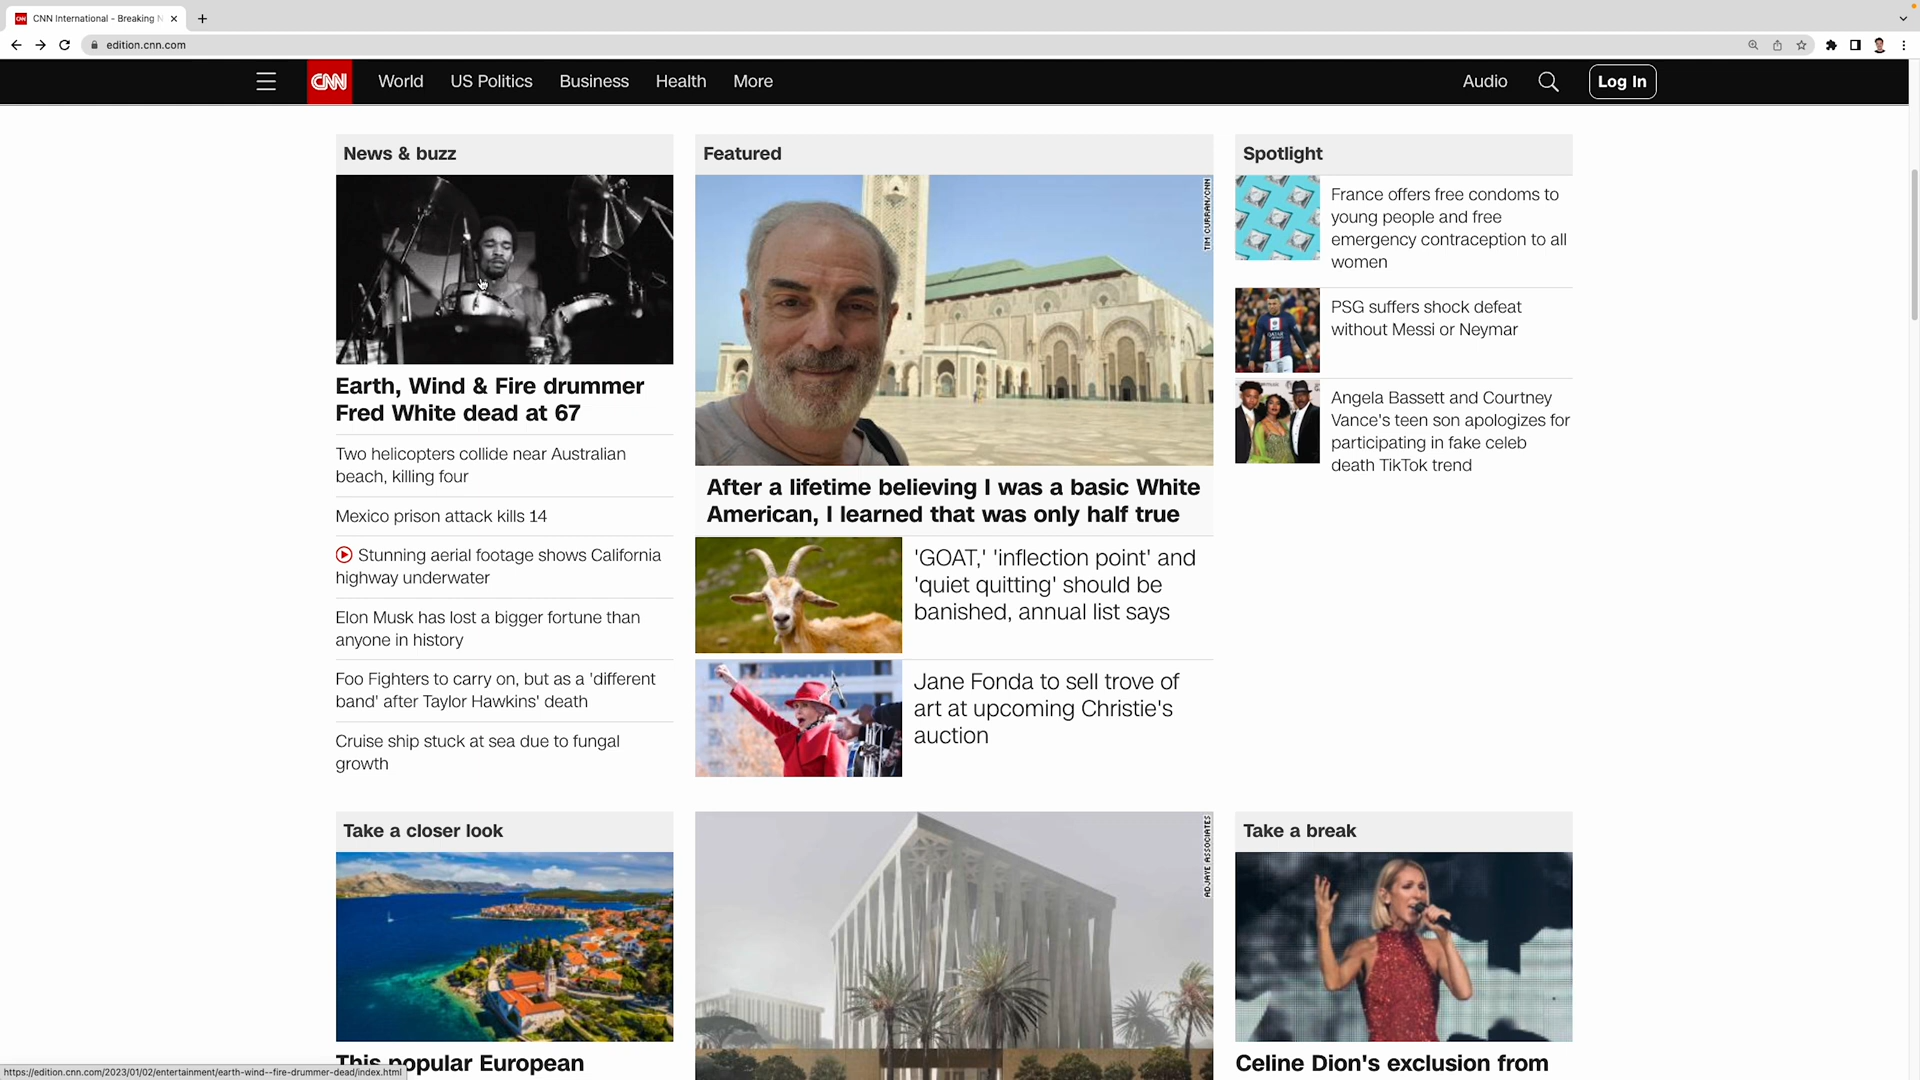 CNN International - Breaking N
edition.cnn.com
CNN
World
US Politics
Business
Health
More
Audio
Log In
News & buzz
Earth, Wind & Fire drummer
Fred White dead at 67
Two helicopters collide near Australian
beach, killing four
Mexico prison attack kills 14
Stunning aerial footage shows California
highway underwater
Elon Musk has lost a bigger fortune than
anyone in history
Foo Fighters to carry on, but as a 'different
band' after Taylor Hawkins' death
Cruise ship stuck at sea due to fungal
growth
Featured
TIM CURRAN/CNN
After a lifetime believing I was a basic White
American, I learned that was only half true
'GOAT,' 'inflection point' and
'quiet quitting' should be
banished, annual list says
Jane Fonda to sell trove of
art at upcoming Christie's
auction
Spotlight
France offers free condoms to
young people and free
emergency contraception to all
women
PSG suffers shock defeat
without Messi or Neymar
Angela Bassett and Courtney
Vance's teen son apologizes for
participating in fake celeb
death TikTok trend
Take a closer look
This popular European
ADJAYE ASSOCIATES
Take a break
Celine Dion's exclusion from
https://edition.cnn.com/2023/01/02/entertainment/earth-wind--fire-drummer-dead/index.html